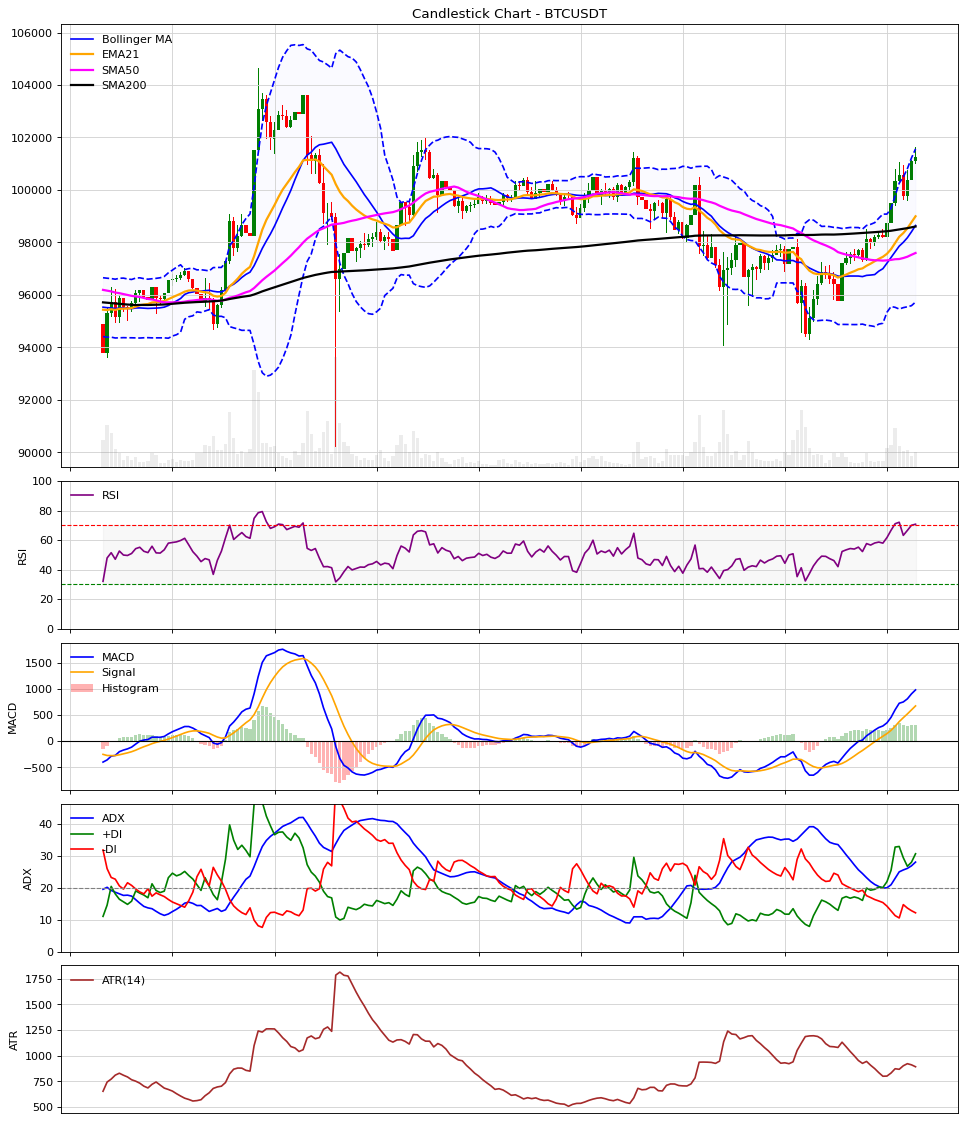 Candlestick Chart - BTCUSDT
106000
104000
102000
100000
98000
96000
94000
92000
90000
Bollinger MA
EMA21
SMA50
SMA200
100
80
60
40
20
0
RSI
RSI
1500
1000
500
0
−500
MACD
MACD
Signal
Histogram
40
30
20
10
0
ADX
ADX
+DI
-DI
1750
1500
1250
1000
750
500
ATR
ATR(14)